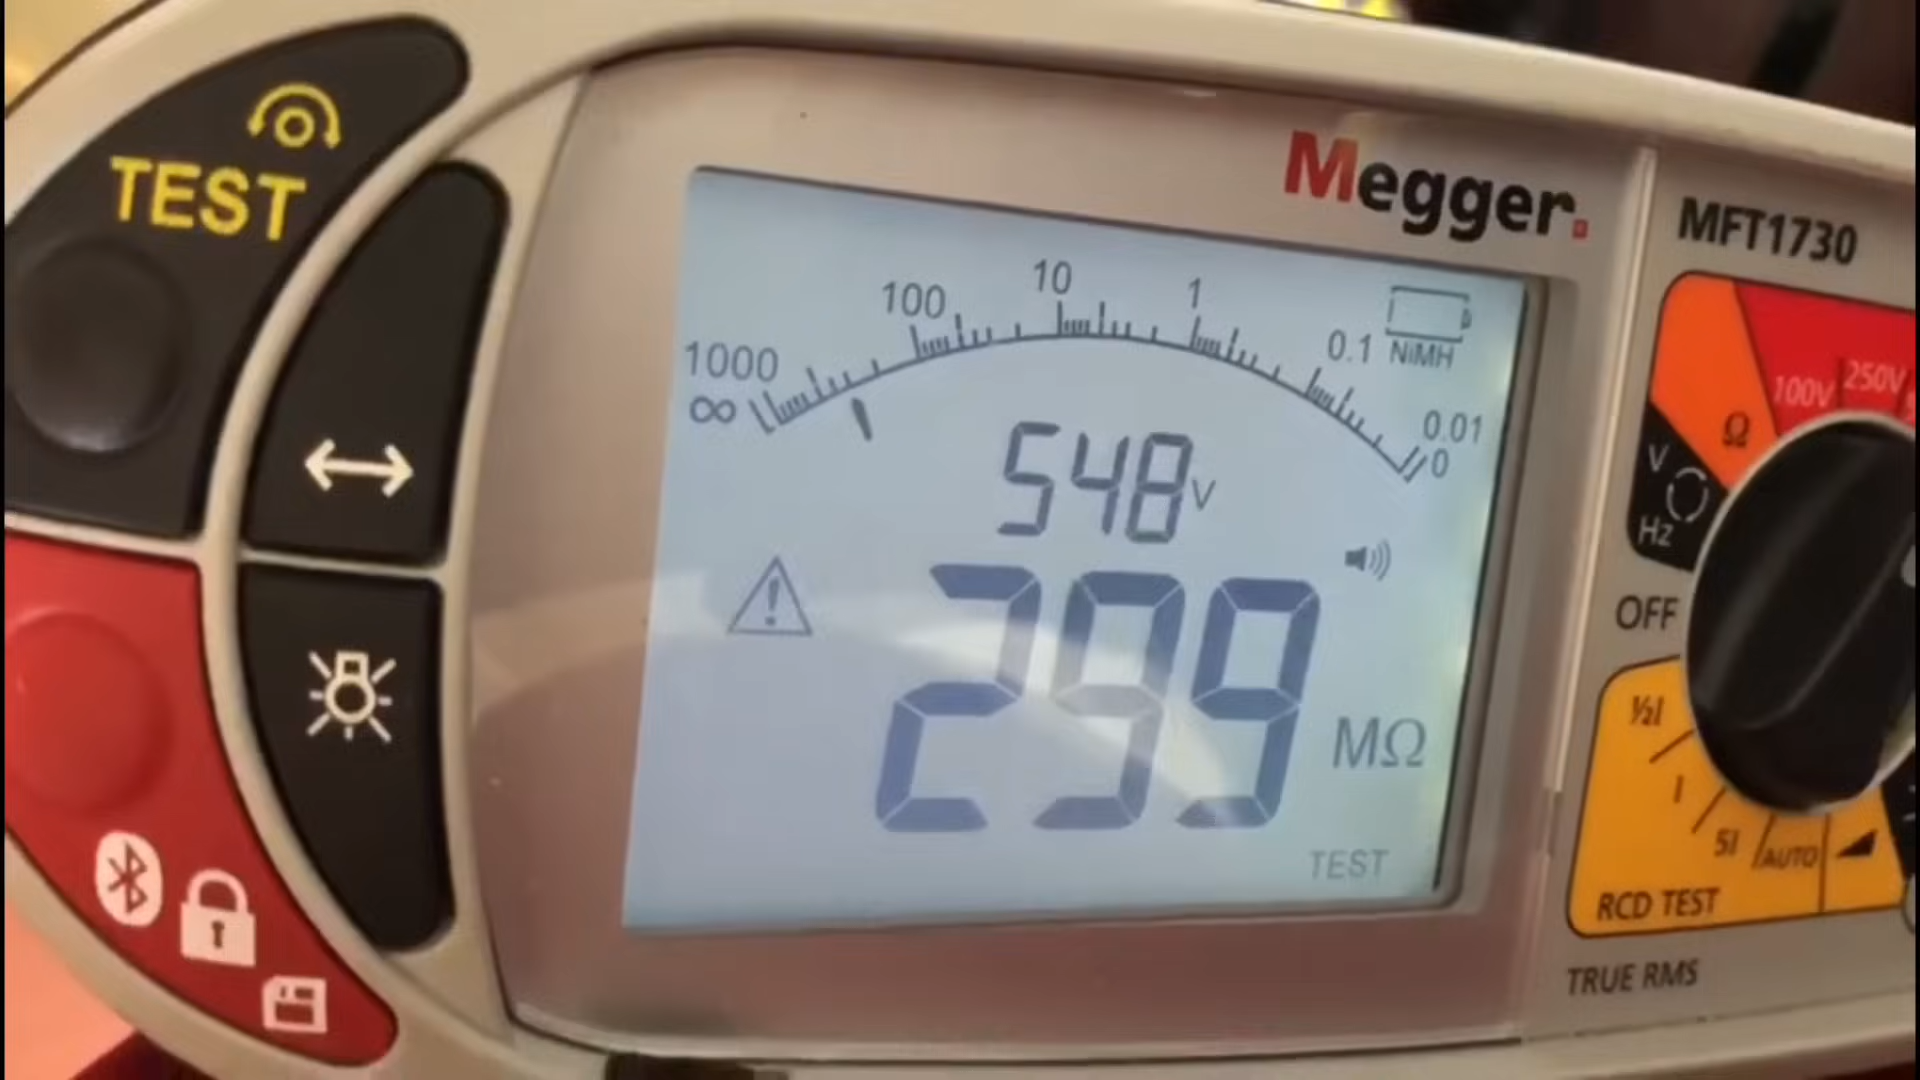 TEST
Megger.
MFT1730
1000
100
10
1
0.1
0.01
∞
0
NiMH
548 V
299 MΩ
TEST
100V
250V
Ω
V
Hz
OFF
½I
I
5I
AUTO
RCD TEST
TRUE RMS